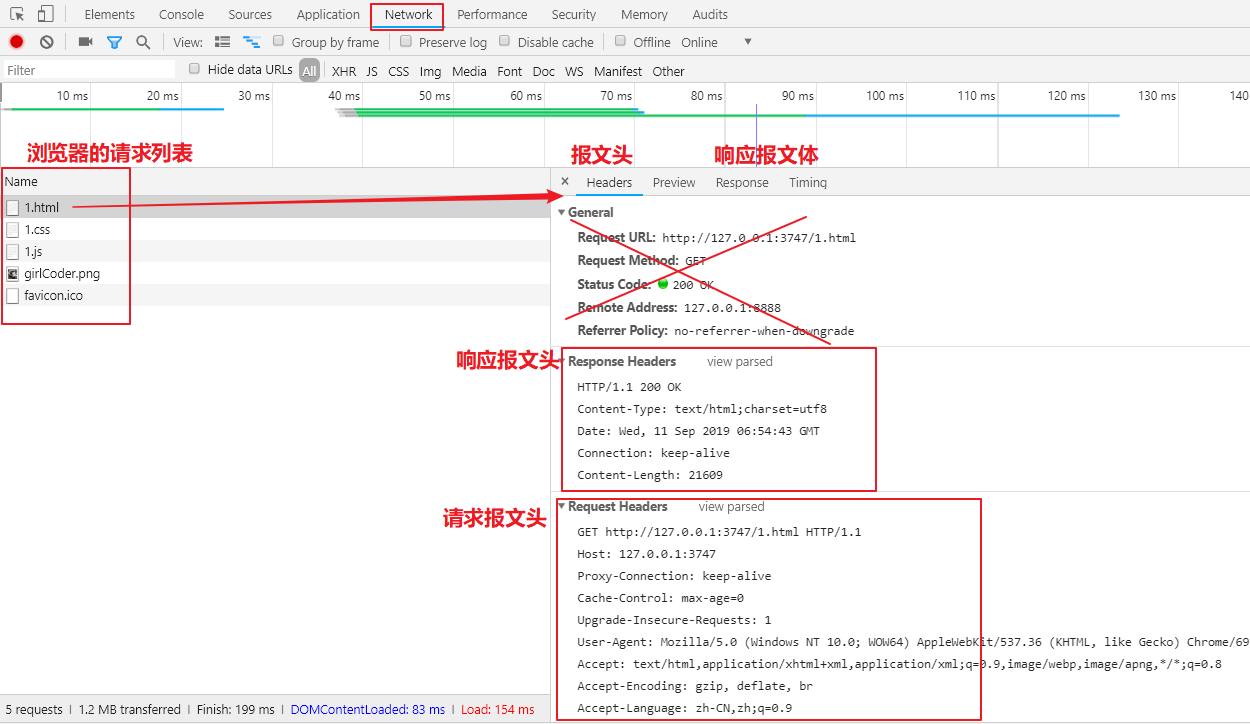 Elements Console Sources Application Network Performance Security Memory Audits
View: Group by frame Preserve log Disable cache Offline Online
Filter Hide data URLs All XHR JS CSS Img Media Font Doc WS Manifest Other
10 ms 20 ms 30 ms 40 ms 50 ms 60 ms 70 ms 80 ms 90 ms 100 ms 110 ms 120 ms 130 ms 140
浏览器的请求列表
报文头
响应报文体
Name
1.html
1.css
1.js
girlCoder.png
favicon.ico
Headers Preview Response Timing
General
Request URL: http://127.0.0.1:3747/1.html
Request Method: GET
Status Code: 200 OK
Remote Address: 127.0.0.1:8888
Referrer Policy: no-referrer-when-downgrade
响应报文头
Response Headers view parsed
HTTP/1.1 200 OK
Content-Type: text/html;charset=utf8
Date: Wed, 11 Sep 2019 06:54:43 GMT
Connection: keep-alive
Content-Length: 21609
请求报文头
Request Headers view parsed
GET http://127.0.0.1:3747/1.html HTTP/1.1
Host: 127.0.0.1:3747
Proxy-Connection: keep-alive
Cache-Control: max-age=0
Upgrade-Insecure-Requests: 1
User-Agent: Mozilla/5.0 (Windows NT 10.0; WOW64) AppleWebKit/537.36 (KHTML, like Gecko) Chrome/69
Accept: text/html,application/xhtml+xml,application/xml;q=0.9,image/webp,image/apng,*/*;q=0.8
Accept-Encoding: gzip, deflate, br
Accept-Language: zh-CN,zh;q=0.9
5 requests | 1.2 MB transferred | Finish: 199 ms | DOMContentLoaded: 83 ms | Load: 154 ms